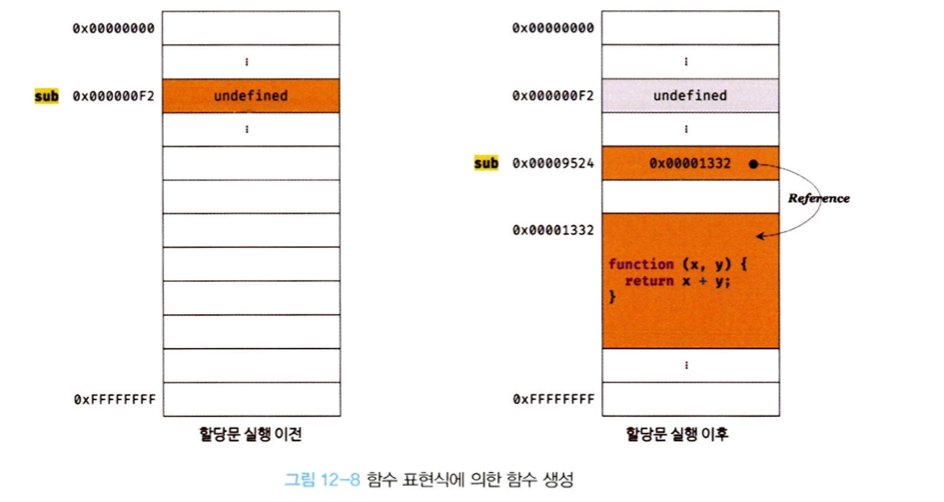 0x00000000
⋮
sub 0x000000F2 undefined
⋮
0xFFFFFFFF
할당문 실행 이전
0x00000000
⋮
0x000000F2 undefined
⋮
sub 0x00009524 0x00001332
Reference
0x00001332
function (x, y) {
return x + y;
}
⋮
0xFFFFFFFF
할당문 실행 이후
그림 12-8 함수 표현식에 의한 함수 생성